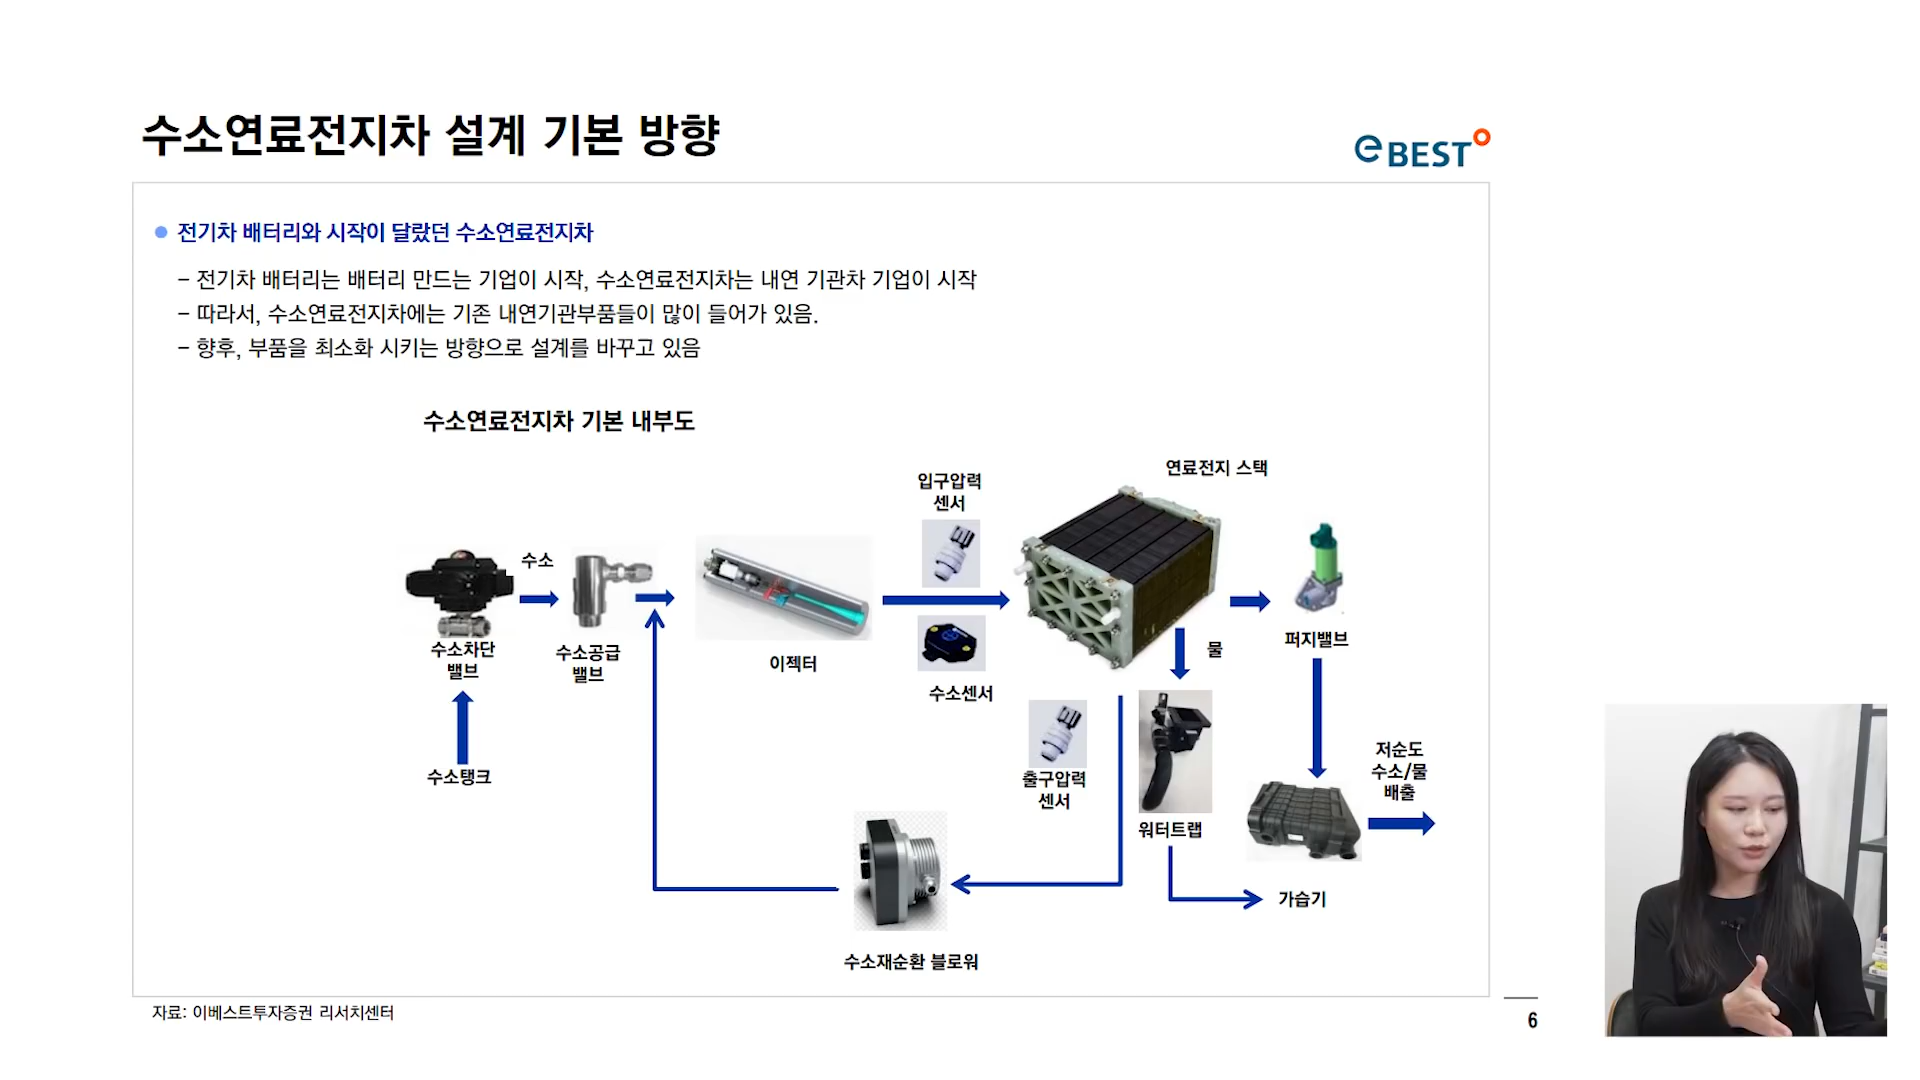 수소연료전지차 설계 기본 방향
eBEST
전기차 배터리와 시작이 달랐던 수소연료전지차
– 전기차 배터리는 배터리 만드는 기업이 시작, 수소연료전지차는 내연 기관차 기업이 시작
– 따라서, 수소연료전지차에는 기존 내연기관부품들이 많이 들어가 있음.
– 향후, 부품을 최소화 시키는 방향으로 설계를 바꾸고 있음
수소연료전지차 기본 내부도
수소탱크
수소차단
밸브
수소
수소공급
밸브
이젝터
입구압력
센서
수소센서
연료전지 스택
퍼지밸브
물
출구압력
센서
워터트랩
저순도
수소/물
배출
가습기
수소재순환 블로워
자료: 이베스트투자증권 리서치센터
6